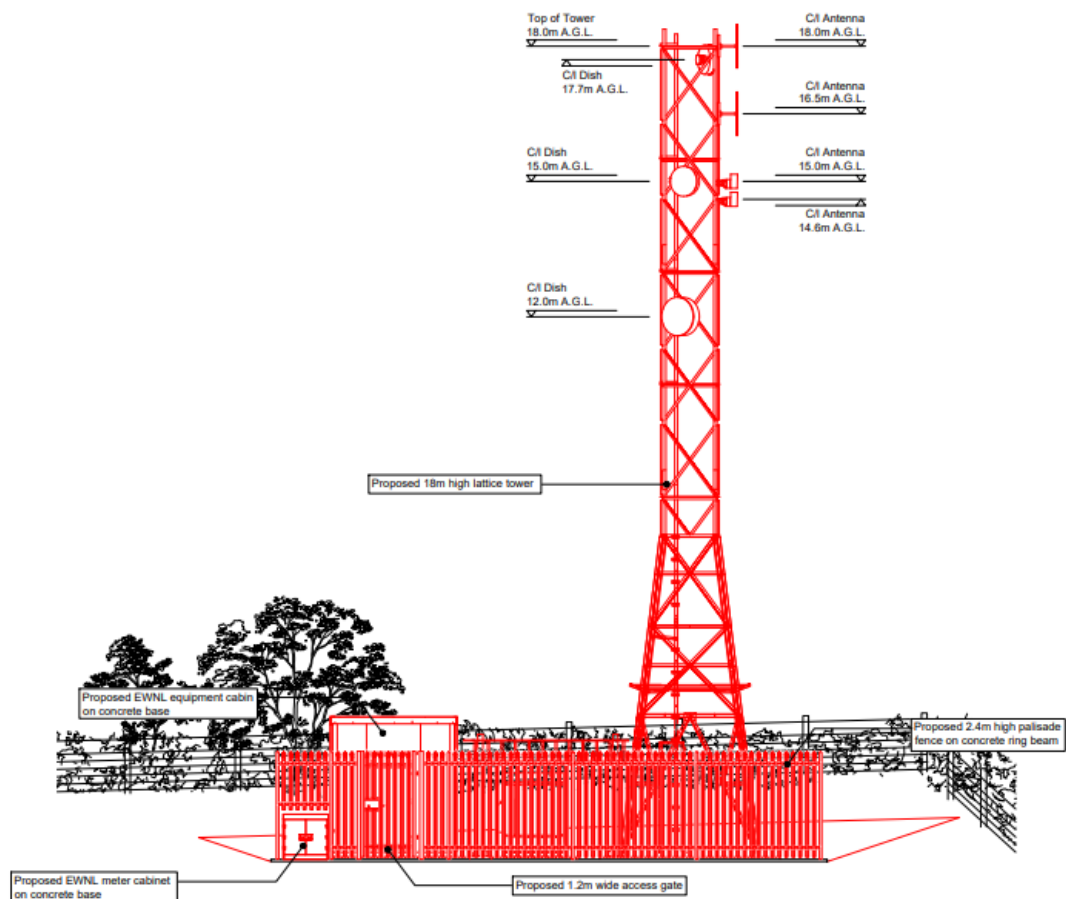 Top of Tower
18.0m A.G.L.
C/l Antenna
18.0m A.G.L.
C/l Dish
17.7m A.G.L.
C/l Antenna
16.5m A.G.L.
C/l Dish
15.0m A.G.L.
C/l Antenna
15.0m A.G.L.
C/l Antenna
14.6m A.G.L.
C/l Dish
12.0m A.G.L.
Proposed 18m high lattice tower
Proposed EWNL equipment cabin
on concrete base
Proposed 2.4m high palisade
fence on concrete ring beam
Proposed EWNL meter cabinet
on concrete base
Proposed 1.2m wide access gate